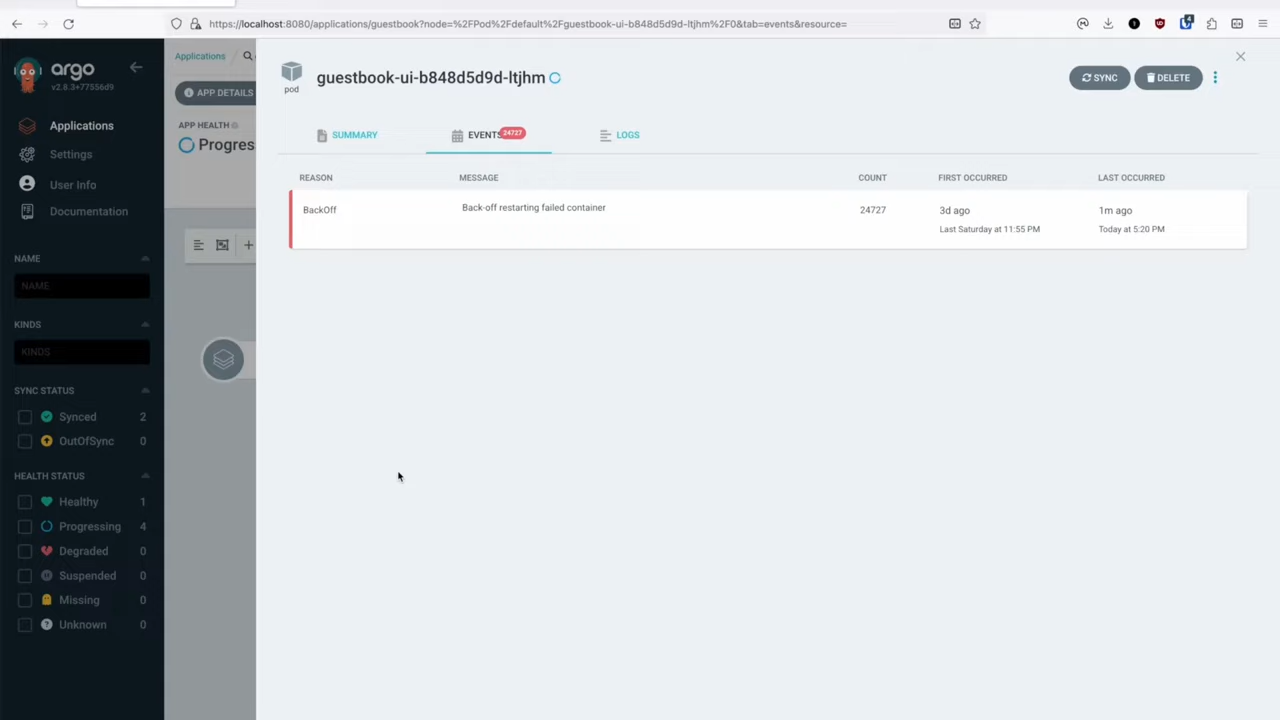 https://localhost:8080/applications/guestbook?node=%2FPod%2Fdefault%2Fguestbook-ui-b848d5d9d-ltjhm%2F0&tab=events&resource=
4
argo
v2.8.3+77556d9
Applications
Settings
User Info
Documentation
NAME
NAME
KINDS
KINDS
SYNC STATUS
Synced 2
OutOfSync 0
HEALTH STATUS
Healthy 1
Progressing 4
Degraded 0
Suspended 0
Missing 0
Unknown 0
Applications
APP DETAILS
APP HEALTH
Progres
pod
guestbook-ui-b848d5d9d-ltjhm
SYNC
DELETE
SUMMARY
EVENTS 24727
LOGS
REASON MESSAGE COUNT FIRST OCCURRED LAST OCCURRED
BackOff Back-off restarting failed container 24727 3d ago 1m ago
Last Saturday at 11:55 PM Today at 5:20 PM